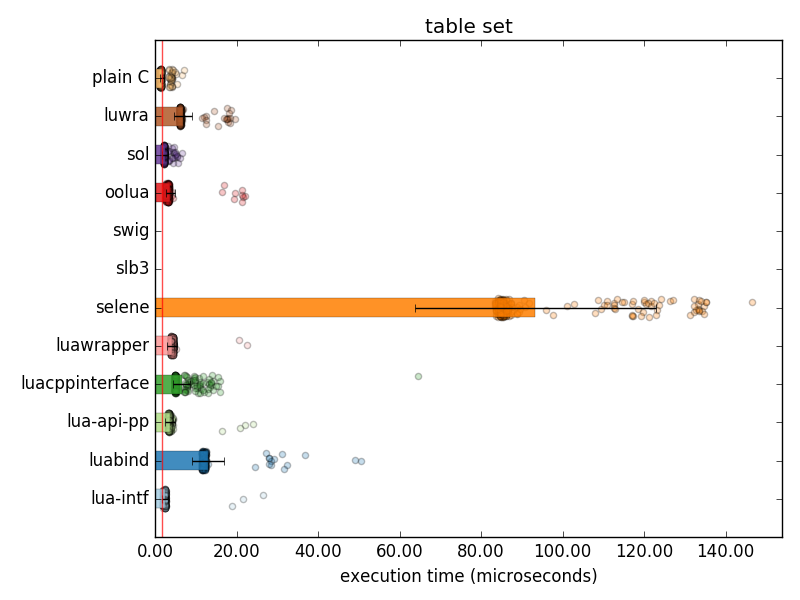 table set
plain C
luwra
sol
oolua
swig
slb3
selene
luawrapper
luacppinterface
lua-api-pp
luabind
lua-intf
0.00 20.00 40.00 60.00 80.00 100.00 120.00 140.00
execution time (microseconds)